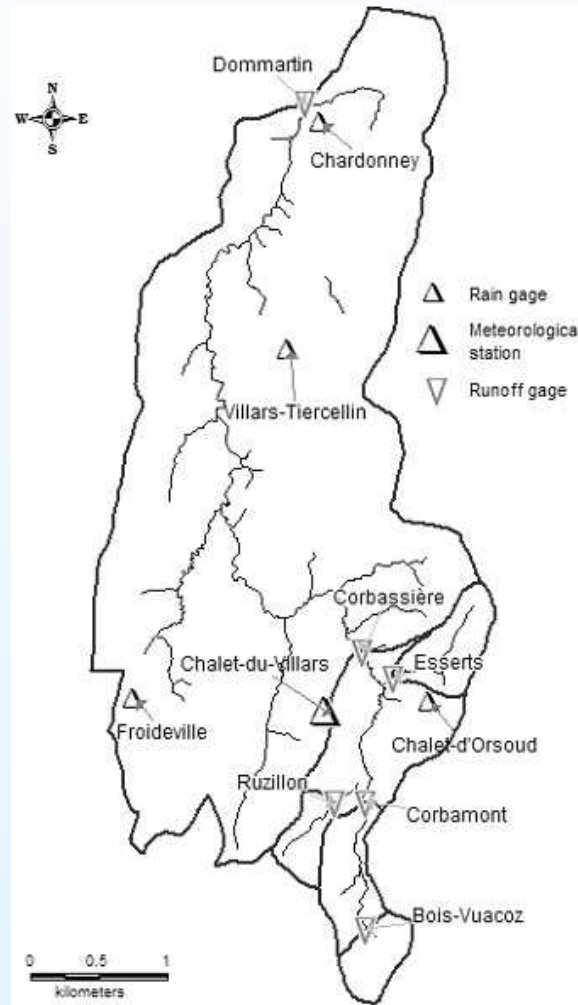 Dommartin
N
W E
S
Chardonney
Rain gage
Meteorological
station
Runoff gage
Villars-Tiercellin
Corbassière
Chalet-du-Villars
Esserts
Froideville
Chalet-d'Orsoud
Ruzillon
Corbamont
Bois-Vuacoz
0 0.5 1
kilometers